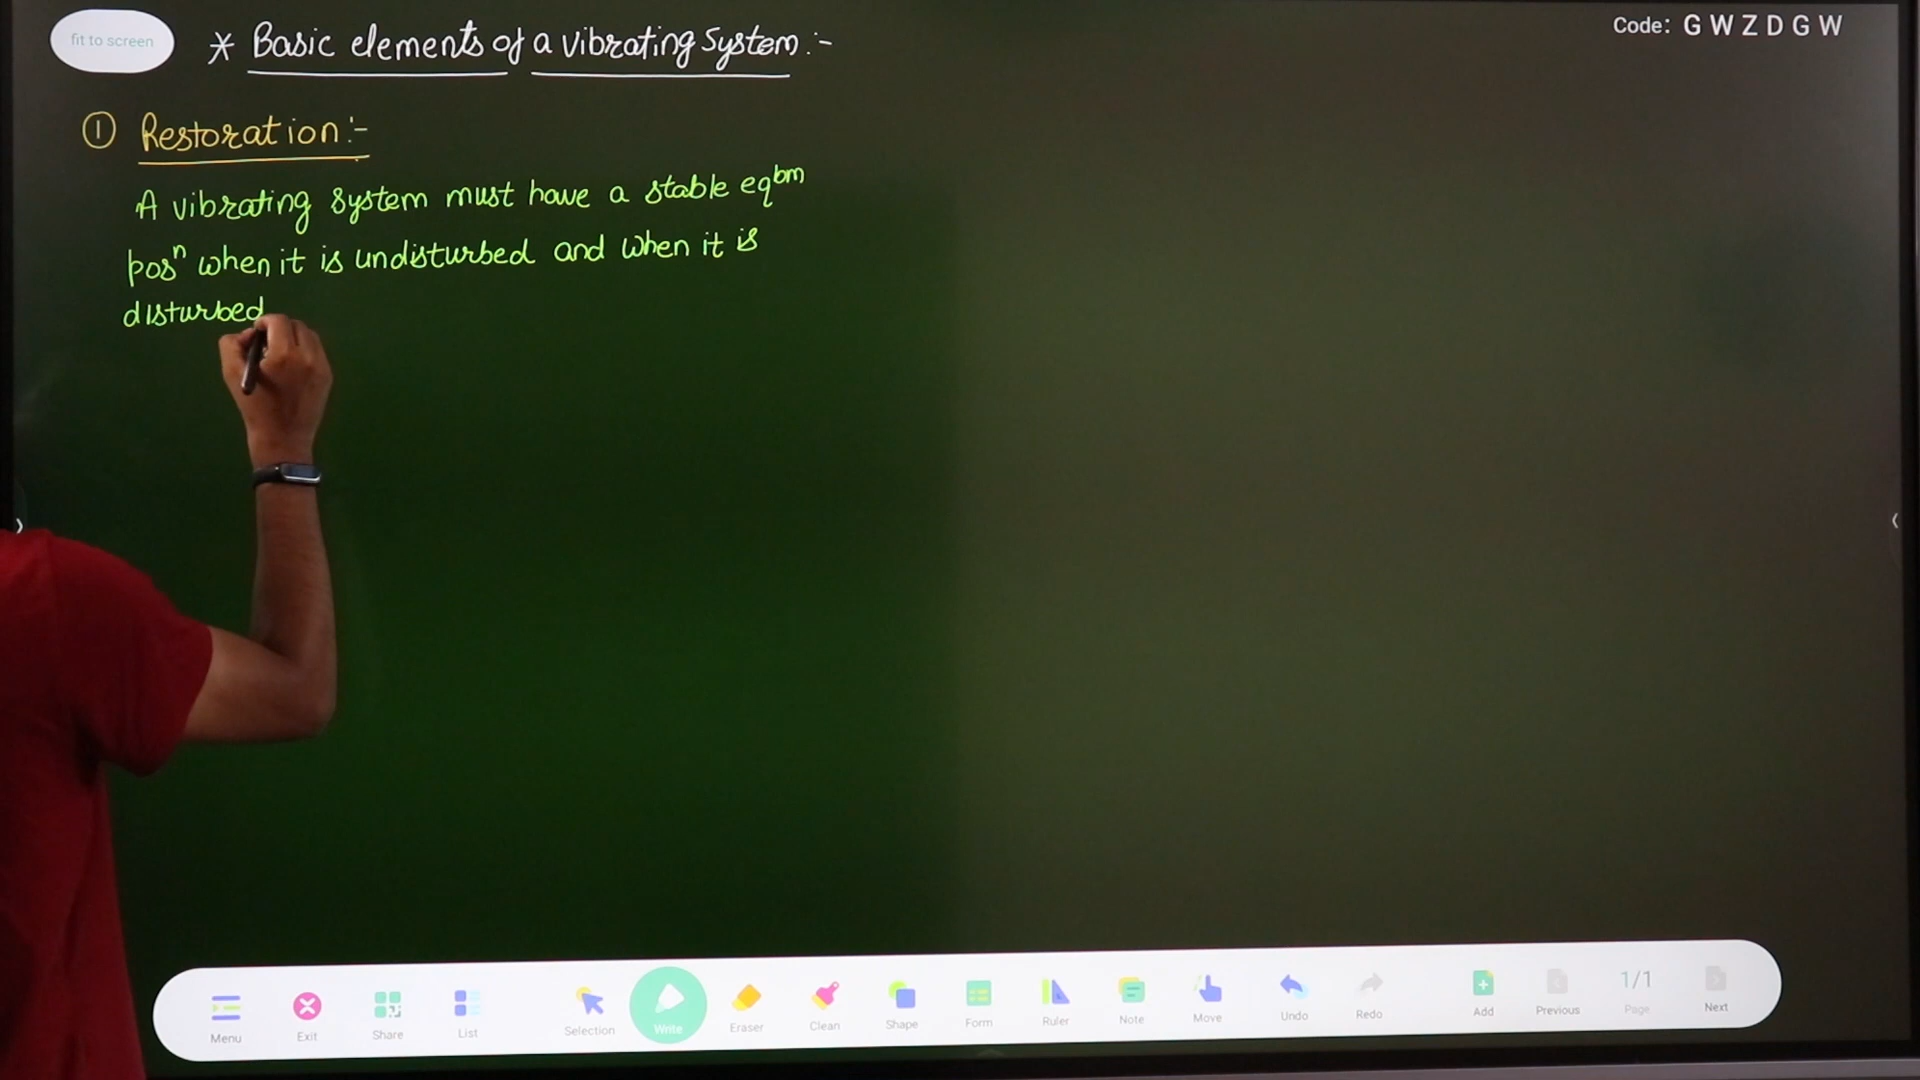 fit to screen
Code: G W Z D G W
* Basic elements of a vibrating system :-
① Restoration :-
A vibrating system must have a stable eqbm
posn when it is undisturbed and when it is
disturbed
Menu
Exit
Share
List
Selection
Write
Eraser
Clean
Shape
Form
Ruler
Note
Move
Undo
Redo
Add
Previous
1/1
Page
Next